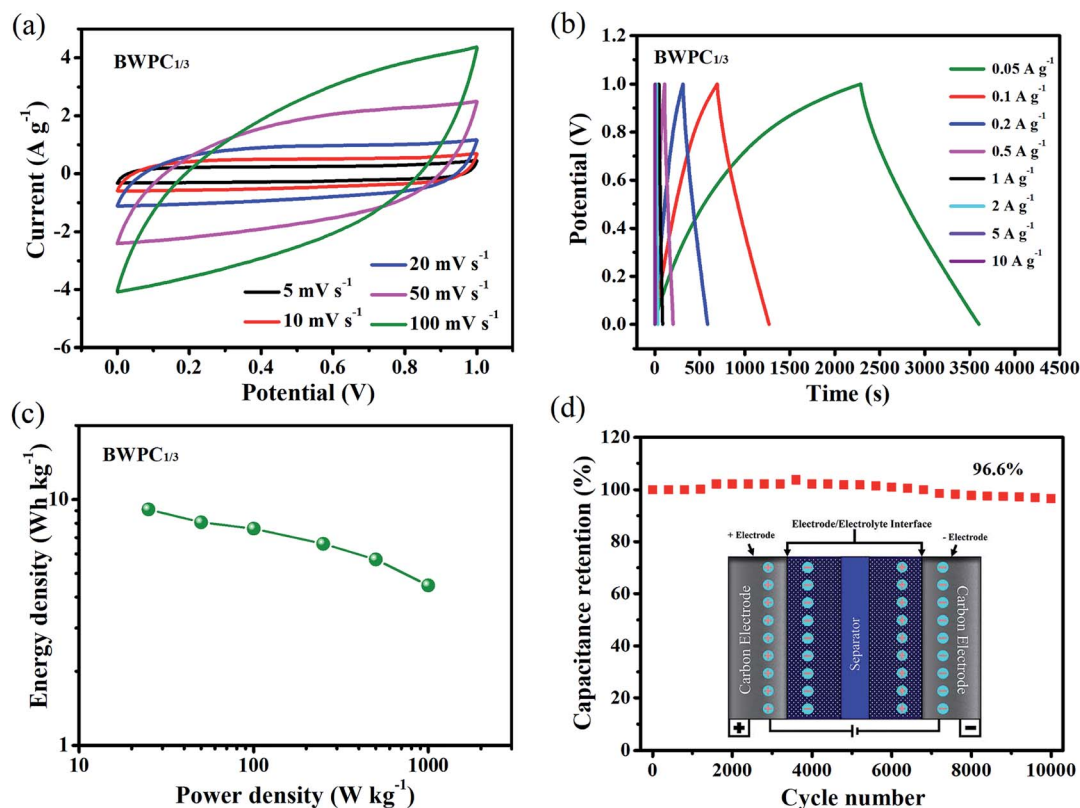 (a)
BWPC1/3
Current (A g-1)
4
2
0
-2
-4
-6
5 mV s-1
10 mV s-1
20 mV s-1
50 mV s-1
100 mV s-1
0.0 0.2 0.4 0.6 0.8 1.0
Potential (V)
(b)
BWPC1/3
Potential (V)
1.2
1.0
0.8
0.6
0.4
0.2
0.0
0.05 A g-1
0.1 A g-1
0.2 A g-1
0.5 A g-1
1 A g-1
2 A g-1
5 A g-1
10 A g-1
0 500 1000 1500 2000 2500 3000 3500 4000 4500
Time (s)
(c)
BWPC1/3
Energy density (Wh kg-1)
10
1
10 100 1000
Power density (W kg-1)
(d)
Capacitance retention (%)
120
100
80
60
40
20
0
96.6%
Electrode/Electrolyte Interface
+ Electrode
- Electrode
Carbon Electrode
Separator
Carbon Electrode
+
−
0 2000 4000 6000 8000 10000
Cycle number